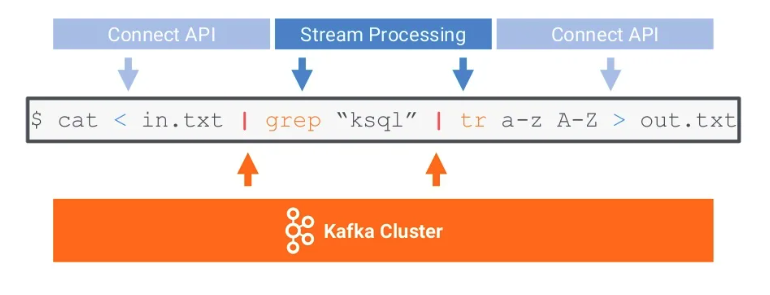 Connect API
Stream Processing
Connect API
$ cat < in.txt | grep “ksql” | tr a-z A-Z > out.txt
Kafka Cluster